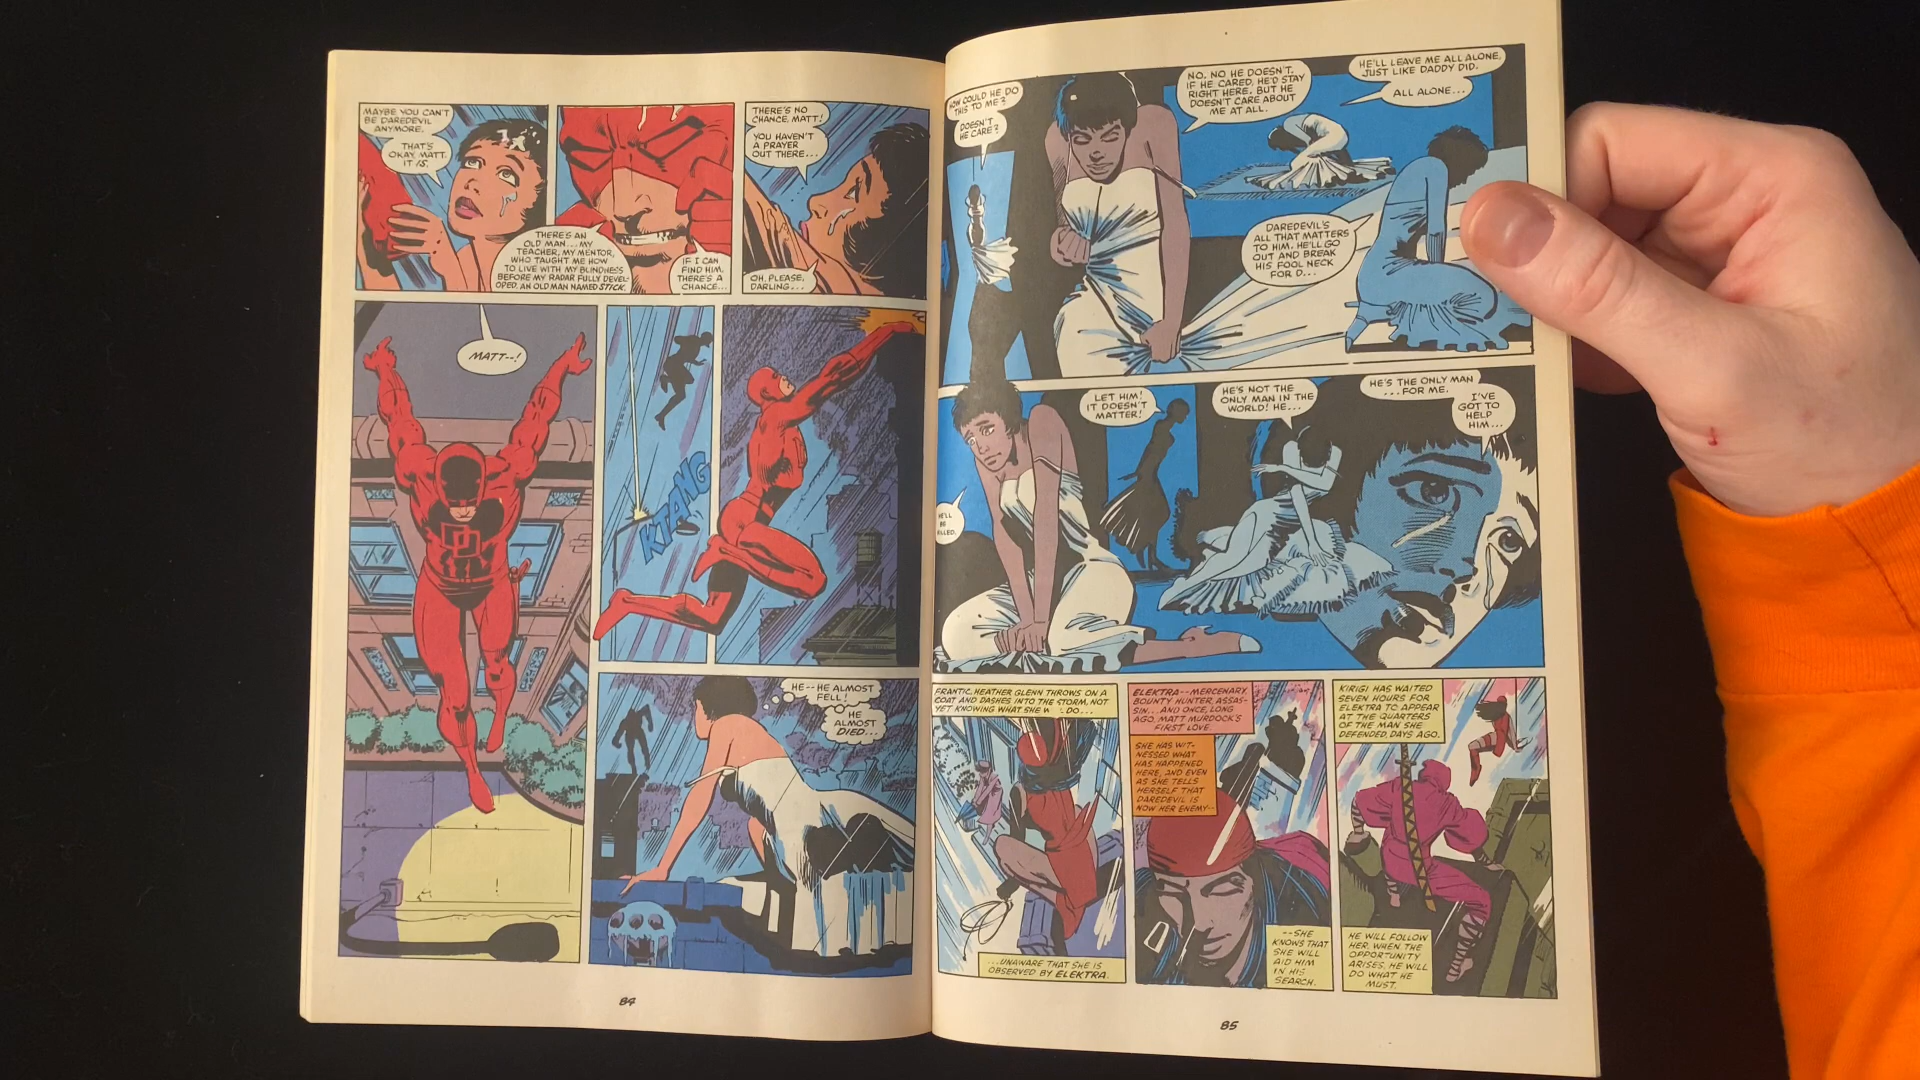 MAYBE YOU CAN'T
BE DAREDEVIL
ANYMORE.
THAT'S
OKAY, MATT.
IT IS.
THERE'S AN
OLD MAN...MY
TEACHER, MY MENTOR,
WHO TAUGHT ME HOW
TO LIVE WITH MY BLINDNESS
BEFORE MY RADAR FULLY DEVEL-
OPED. AN OLD MAN NAMED STICK.
IF I CAN
FIND HIM,
THERE'S A
CHANCE...
THERE'S NO
CHANCE, MATT!
YOU HAVEN'T
A PRAYER
OUT THERE...
OH, PLEASE,
DARLING...
MATT--!
KTANG
HE--HE ALMOST
FELL!
HE
ALMOST
DIED...
84
HOW COULD HE DO
THIS TO ME?
DOESN'T
HE CARE?
NO. NO HE DOESN'T.
IF HE CARED, HE'D STAY
RIGHT HERE. BUT HE
DOESN'T CARE ABOUT
ME AT ALL.
HE'LL LEAVE ME ALL ALONE,
JUST LIKE DADDY DID.
ALL ALONE...
DAREDEVIL'S
ALL THAT MATTERS
TO HIM. HE'LL GO
OUT AND BREAK
HIS FOOL NECK
FOR D...
HE'LL
BE
KILLED.
LET HIM!
IT DOESN'T
MATTER!
HE'S NOT THE
ONLY MAN IN THE
WORLD! HE...
HE'S THE ONLY MAN
...FOR ME.
I'VE
GOT TO
HELP
HIM...
FRANTIC, HEATHER GLENN THROWS ON A
COAT AND DASHES INTO THE STORM, NOT
YET KNOWING WHAT SHE W DO...
...UNAWARE THAT SHE IS
OBSERVED BY ELEKTRA.
ELEKTRA--MERCENARY,
BOUNTY HUNTER, ASSAS-
SIN...AND ONCE, LONG
AGO, MATT MURDOCK'S
FIRST LOVE.
SHE HAS WIT-
NESSED WHAT
HAS HAPPENED
HERE, AND EVEN
AS SHE TELLS
HERSELF THAT
DAREDEVIL IS
NOW HER ENEMY--
--SHE
KNOWS THAT
SHE WILL
AID HIM
IN HIS
SEARCH.
KIRIGI HAS WAITED
SEVEN HOURS FOR
ELEKTRA TO APPEAR
AT THE QUARTERS
OF THE MAN SHE
DEFENDED, DAYS AGO.
HE WILL FOLLOW
HER. WHEN THE
OPPORTUNITY
ARISES, HE WILL
DO WHAT HE
MUST.
85